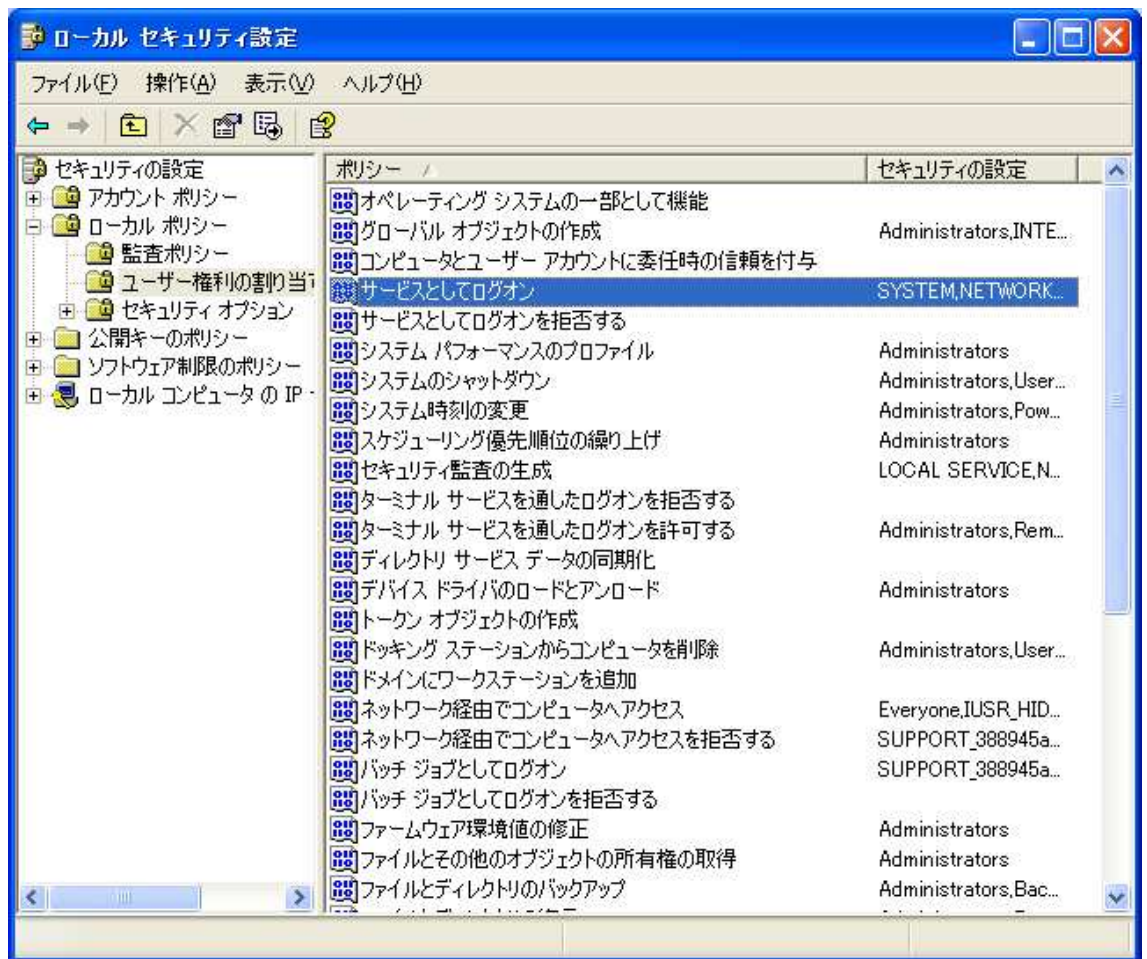 ローカル セキュリティ設定
ファイル(F) 操作(A) 表示(V) ヘルプ(H)
セキュリティの設定
アカウント ポリシー
ローカル ポリシー
監査ポリシー
ユーザー権利の割り当
セキュリティ オプション
公開キーのポリシー
ソフトウェア制限のポリシー
ローカル コンピュータ の IP
ポリシー セキュリティの設定
オペレーティング システムの一部として機能
グローバル オブジェクトの作成 Administrators,INTE...
コンピュータとユーザー アカウントに委任時の信頼を付与
サービスとしてログオン SYSTEM,NETWORK...
サービスとしてログオンを拒否する
システム パフォーマンスのプロファイル Administrators
システムのシャットダウン Administrators,User...
システム時刻の変更 Administrators,Pow...
スケジューリング優先順位の繰り上げ Administrators
セキュリティ監査の生成 LOCAL SERVICE,N...
ターミナル サービスを通したログオンを拒否する
ターミナル サービスを通したログオンを許可する Administrators,Rem...
ディレクトリ サービス データの同期化
デバイス ドライバのロードとアンロード Administrators
トークン オブジェクトの作成
ドッキング ステーションからコンピュータを削除 Administrators,User...
ドメインにワークステーションを追加
ネットワーク経由でコンピュータへアクセス Everyone,IUSR_HID...
ネットワーク経由でコンピュータへアクセスを拒否する SUPPORT_388945a...
バッチ ジョブとしてログオン SUPPORT_388945a...
バッチ ジョブとしてログオンを拒否する
ファームウェア環境値の修正 Administrators
ファイルとその他のオブジェクトの所有権の取得 Administrators
ファイルとディレクトリのバックアップ Administrators,Bac...